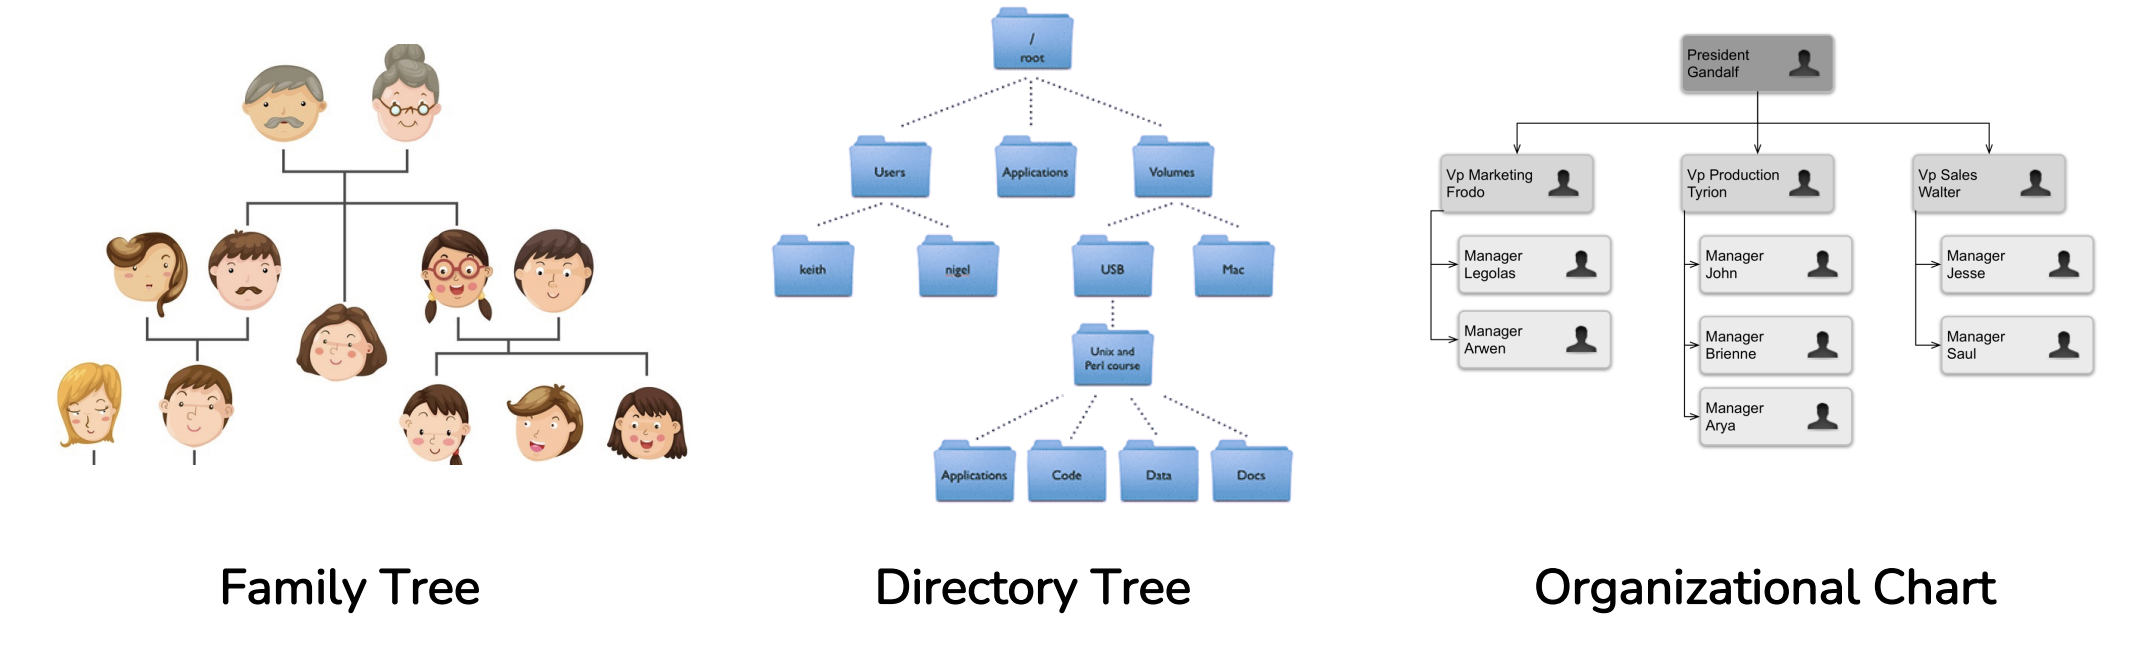 /
root
Users
Applications
Volumes
keith
nigel
USB
Mac
Unix and
Perl course
Applications
Code
Data
Docs
President
Gandalf
Vp Marketing
Frodo
Vp Production
Tyrion
Vp Sales
Walter
Manager
Legolas
Manager
Arwen
Manager
John
Manager
Brienne
Manager
Arya
Manager
Jesse
Manager
Saul
Family Tree
Directory Tree
Organizational Chart